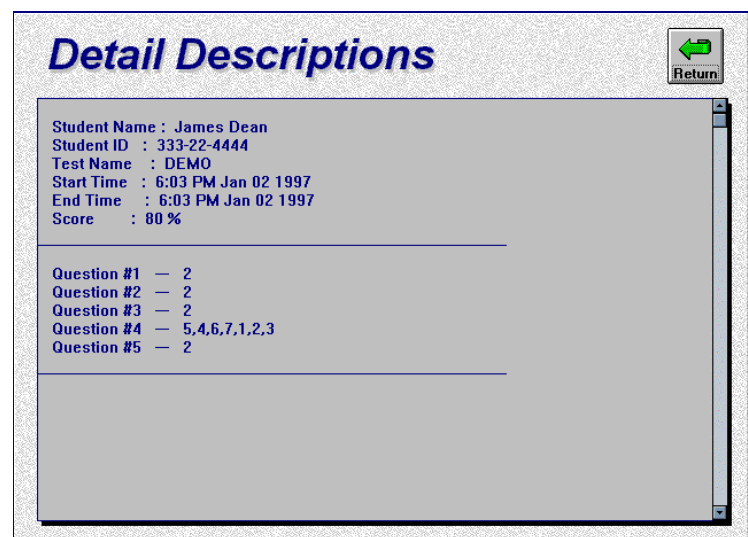 Detail Descriptions
Return
Student Name : James Dean
Student ID : 333-22-4444
Test Name : DEMO
Start Time : 6:03 PM Jan 02 1997
End Time : 6:03 PM Jan 02 1997
Score : 80 %
Question #1 — 2
Question #2 — 2
Question #3 — 2
Question #4 — 5,4,6,7,1,2,3
Question #5 — 2